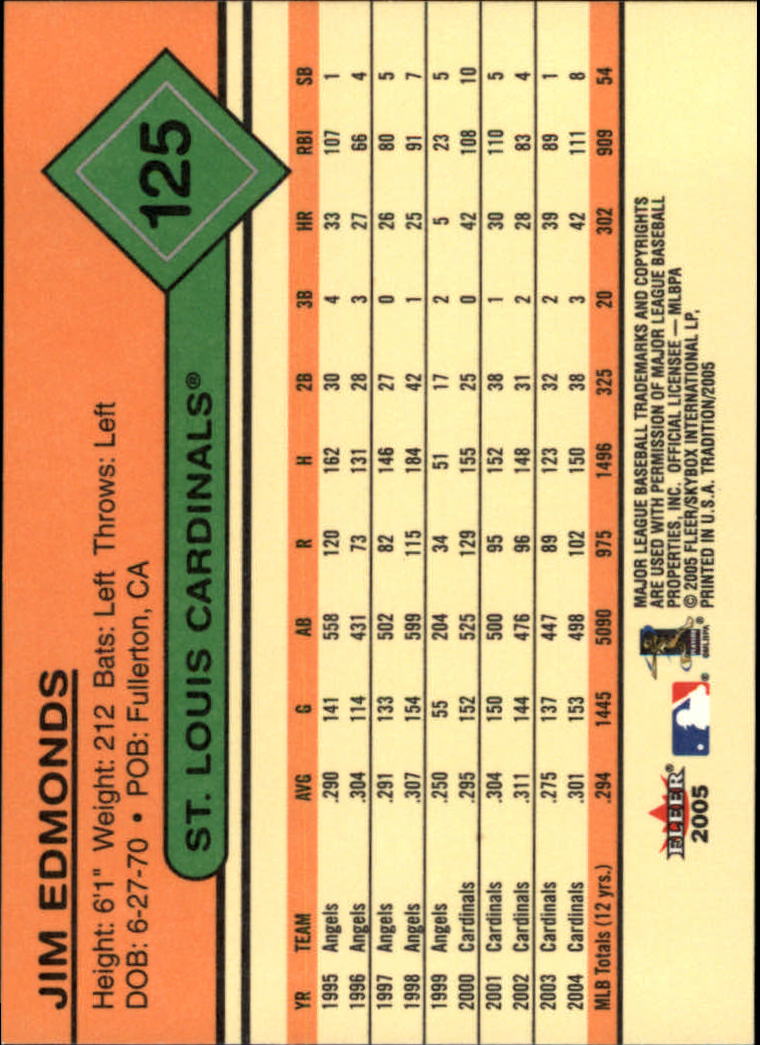 JIM EDMONDS
Height: 6'1" Weight: 212 Bats: Left Throws: Left
DOB: 6-27-70 • POB: Fullerton, CA
ST. LOUIS CARDINALS®
125
YR TEAM AVG G AB R H 2B 3B HR RBI SB
1995 Angels .290 141 558 120 162 30 4 33 107 1
1996 Angels .304 114 431 73 131 28 3 27 66 4
1997 Angels .291 133 502 82 146 27 0 26 80 5
1998 Angels .307 154 599 115 184 42 1 25 91 7
1999 Angels .250 55 204 34 51 17 2 5 23 5
2000 Cardinals .295 152 525 129 155 25 0 42 108 10
2001 Cardinals .304 150 500 95 152 38 1 30 110 5
2002 Cardinals .311 144 476 96 148 31 2 28 83 4
2003 Cardinals .275 137 447 89 123 32 2 39 89 1
2004 Cardinals .301 153 498 102 150 38 3 42 111 8
MLB Totals (12 yrs.) .294 1445 5090 975 1496 325 20 302 909 54
FLEER®
2005
®
®
©MLBPA
MAJOR LEAGUE BASEBALL TRADEMARKS AND COPYRIGHTS
ARE USED WITH PERMISSION OF MAJOR LEAGUE BASEBALL
PROPERTIES, INC. OFFICIAL LICENSEE — MLBPA
© 2005 FLEER/SKYBOX INTERNATIONAL LP,
PRINTED IN U.S.A. TRADITION/2005